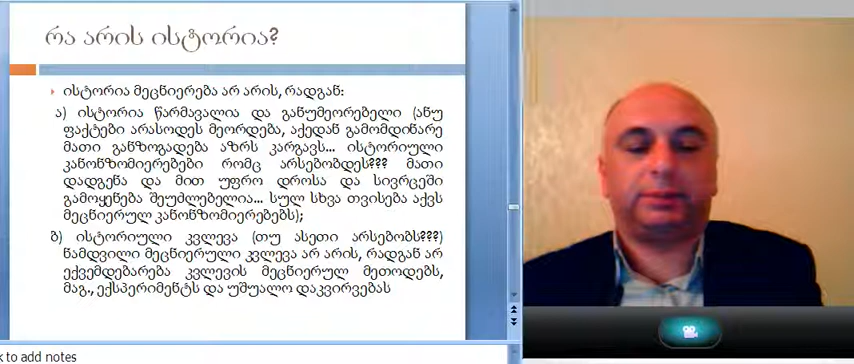 რა არის ისტორია?
ისტორია მეცნიერება არ არის, რადგან:
ა) ისტორია წარმავალია და განუმეორებელი (ანუ
ფაქტები არასოდეს მეორდება, აქედან გამომდინარე
მათი განზოგადება აზრს კარგავს... ისტორიული
კანონზომიერებები რომც არსებობდეს??? მათი
დადგენა და მით უფრო დროსა და სივრცეში
გამოყენება შეუძლებელია... სულ სხვა თვისება აქვს
მეცნიერულ კანონზომიერებებს);
ბ) ისტორიული კვლევა (თუ ასეთი არსებობს???)
ნამდვილი მეცნიერული კვლევა არ არის, რადგან არ
ექვემდებარება კვლევის მეცნიერულ მეთოდებს,
მაგ., ექსპერიმენტს და უშუალო დაკვირვებას
k to add notes